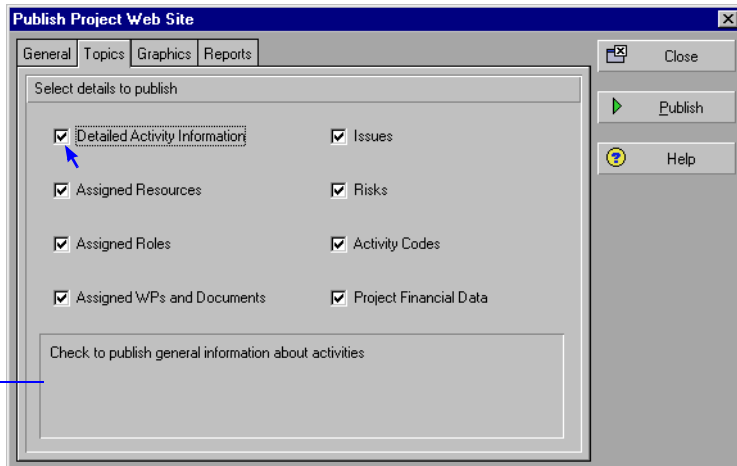 Publish Project Web Site
General Topics Graphics Reports
Close
Select details to publish
Publish
Detailed Activity Information Issues
Help
Assigned Resources Risks
Assigned Roles Activity Codes
Assigned WPs and Documents Project Financial Data
Check to publish general information about activities